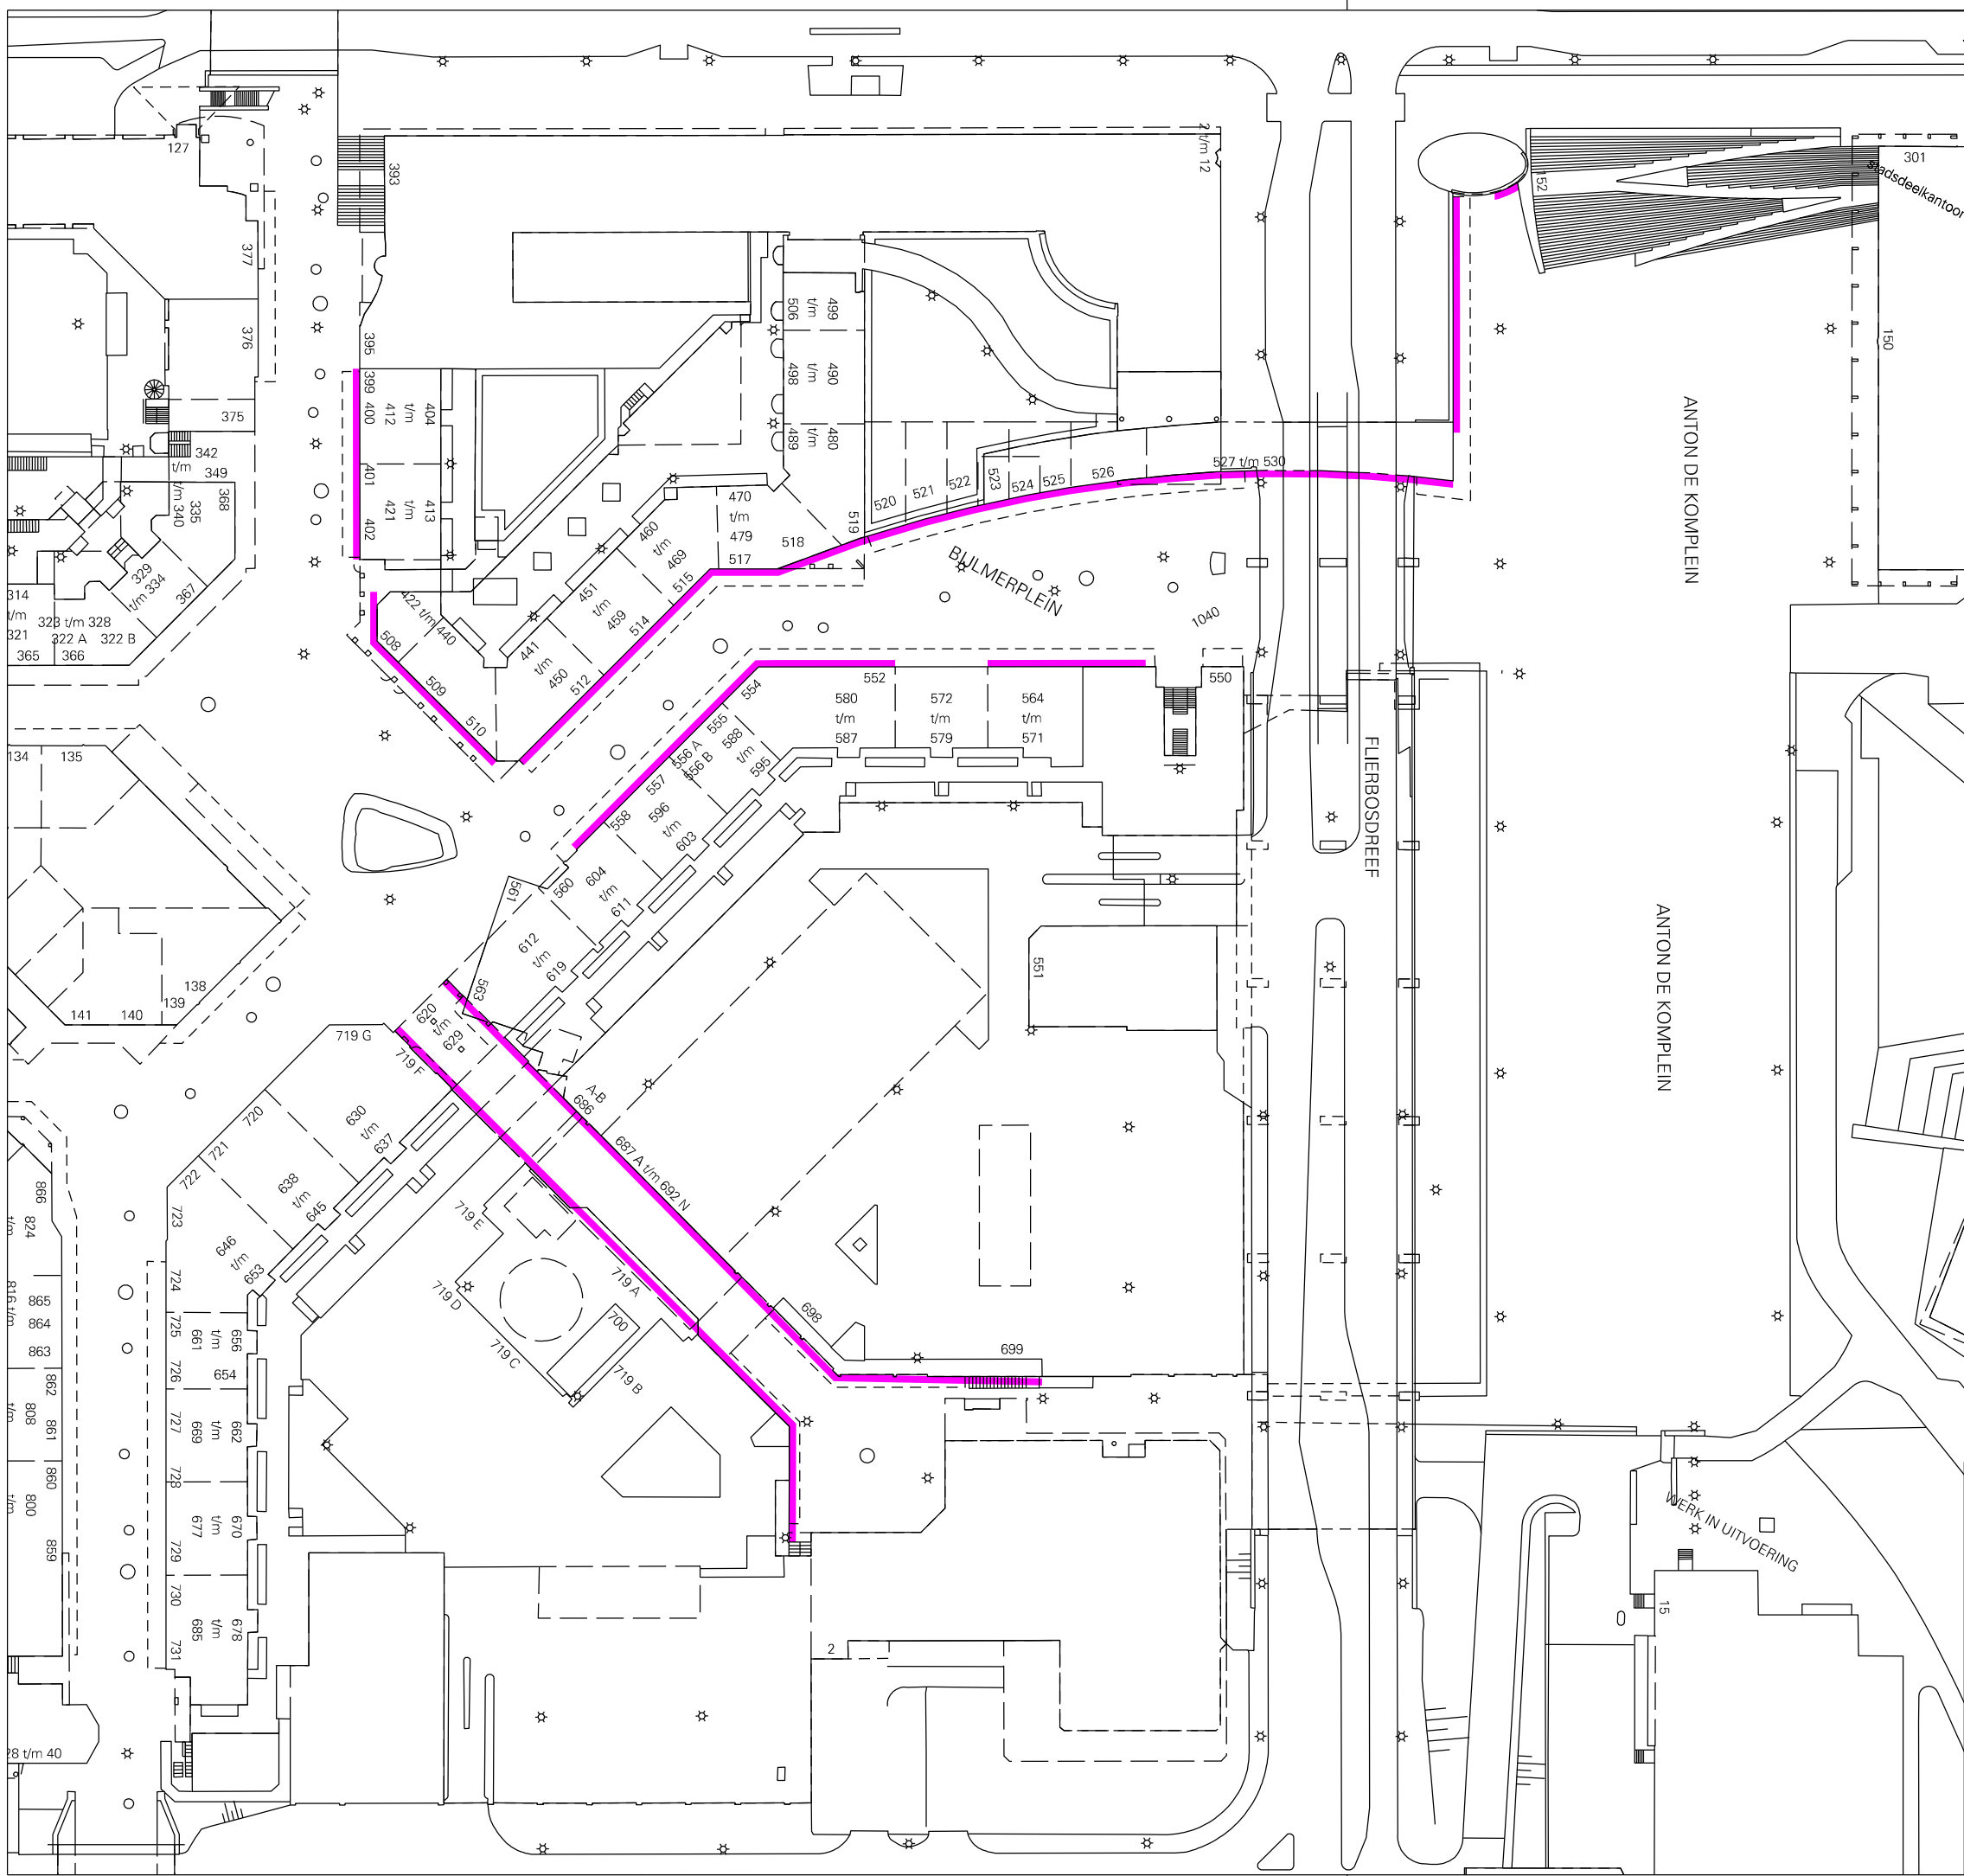 127
393
2 t/m 12
301
stadsdeelkantoor
152
377
376
375
395
399
400
401
402
412
t/m
404
421
t/m
413
506
t/m
499
498
t/m
490
489
t/m
480
150
342
t/m
349
368
335
t/m 340
329
t/m 334
367
314
t/m
321
323 t/m 328
322 A
322 B
365
366
470
t/m
479
517
518
519
520
521
522
523
524
525
526
527 t/m 530
460
t/m
469
515
451
t/m
459
514
441
t/m
450
512
422 t/m 440
508
509
510
BIJLMERPLEIN
1040
ANTON DE KOMPLEIN
FLIERBOSDREEF
ANTON DE KOMPLEIN
550
552
554
555
556 A
556 B
557
558
560
561
563
580
t/m
587
572
t/m
579
564
t/m
571
588
t/m
595
596
t/m
603
604
t/m
611
612
t/m
619
620
t/m
629
551
134
135
138
139
140
141
719 G
719 F
720
721
722
723
724
725
726
727
728
729
730
731
630
t/m
637
638
t/m
645
646
t/m
653
656
t/m
661
654
662
t/m
669
670
t/m
677
678
t/m
685
A-B
686
687 A t/m 692 N
698
699
719 E
719 D
719 C
719 B
719 A
700
866
824
t/m
816 t/m
865
864
863
862
808
t/m
861
860
800
t/m
859
28 t/m 40
2
WERK IN UITVOERING
15